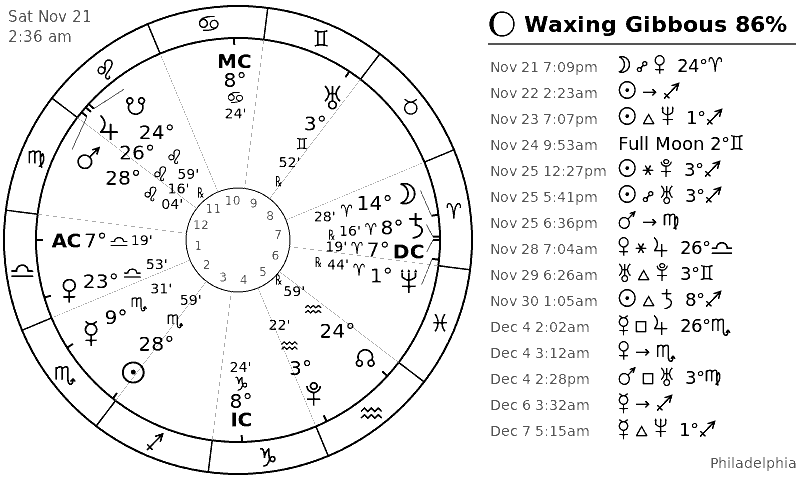 Sat Nov 21
2:36 am
MC
8°
♋
24'
♅
3°
♊
52'
℞
☽ 14° ♈ 28'
♄ 8° ♈ 16' ℞
DC 7° ♈ 19'
♆ 1° ♈ 44' ℞
☊ 24° ♒ 59' ℞
♇
3°
♒
22'
24'
♑
8°
IC
☉ 28° ♏ 59'
☿ 9° ♏ 31'
♀ 23° ♎ 53'
AC 7° ♎ 19'
♂ 28° ♌ 04'
♃ 26° ♌ 16'
☋ 24° ♌ 59' ℞
1 2 3 4 5 6 7 8 9 10 11 12
♈ ♉ ♊ ♋ ♌ ♍ ♎ ♏ ♐ ♑ ♒ ♓
Waxing Gibbous 86%
Nov 21 7:09pm ☽ ☍ ♀ 24°♈
Nov 22 2:23am ☉ → ♐
Nov 23 7:07pm ☉ △ ♆ 1°♐
Nov 24 9:53am Full Moon 2°♊
Nov 25 12:27pm ☉ ⚹ ♇ 3°♐
Nov 25 5:41pm ☉ ☍ ♅ 3°♐
Nov 25 6:36pm ♂ → ♍
Nov 28 7:04am ♀ ⚹ ♃ 26°♎
Nov 29 6:26am ♅ △ ♇ 3°♊
Nov 30 1:05am ☉ △ ♄ 8°♐
Dec 4 2:02am ☿ □ ♃ 26°♏
Dec 4 3:12am ♀ → ♏
Dec 4 2:28pm ♂ □ ♅ 3°♍
Dec 6 3:32am ☿ → ♐
Dec 7 5:15am ☿ △ ♆ 1°♐
Philadelphia